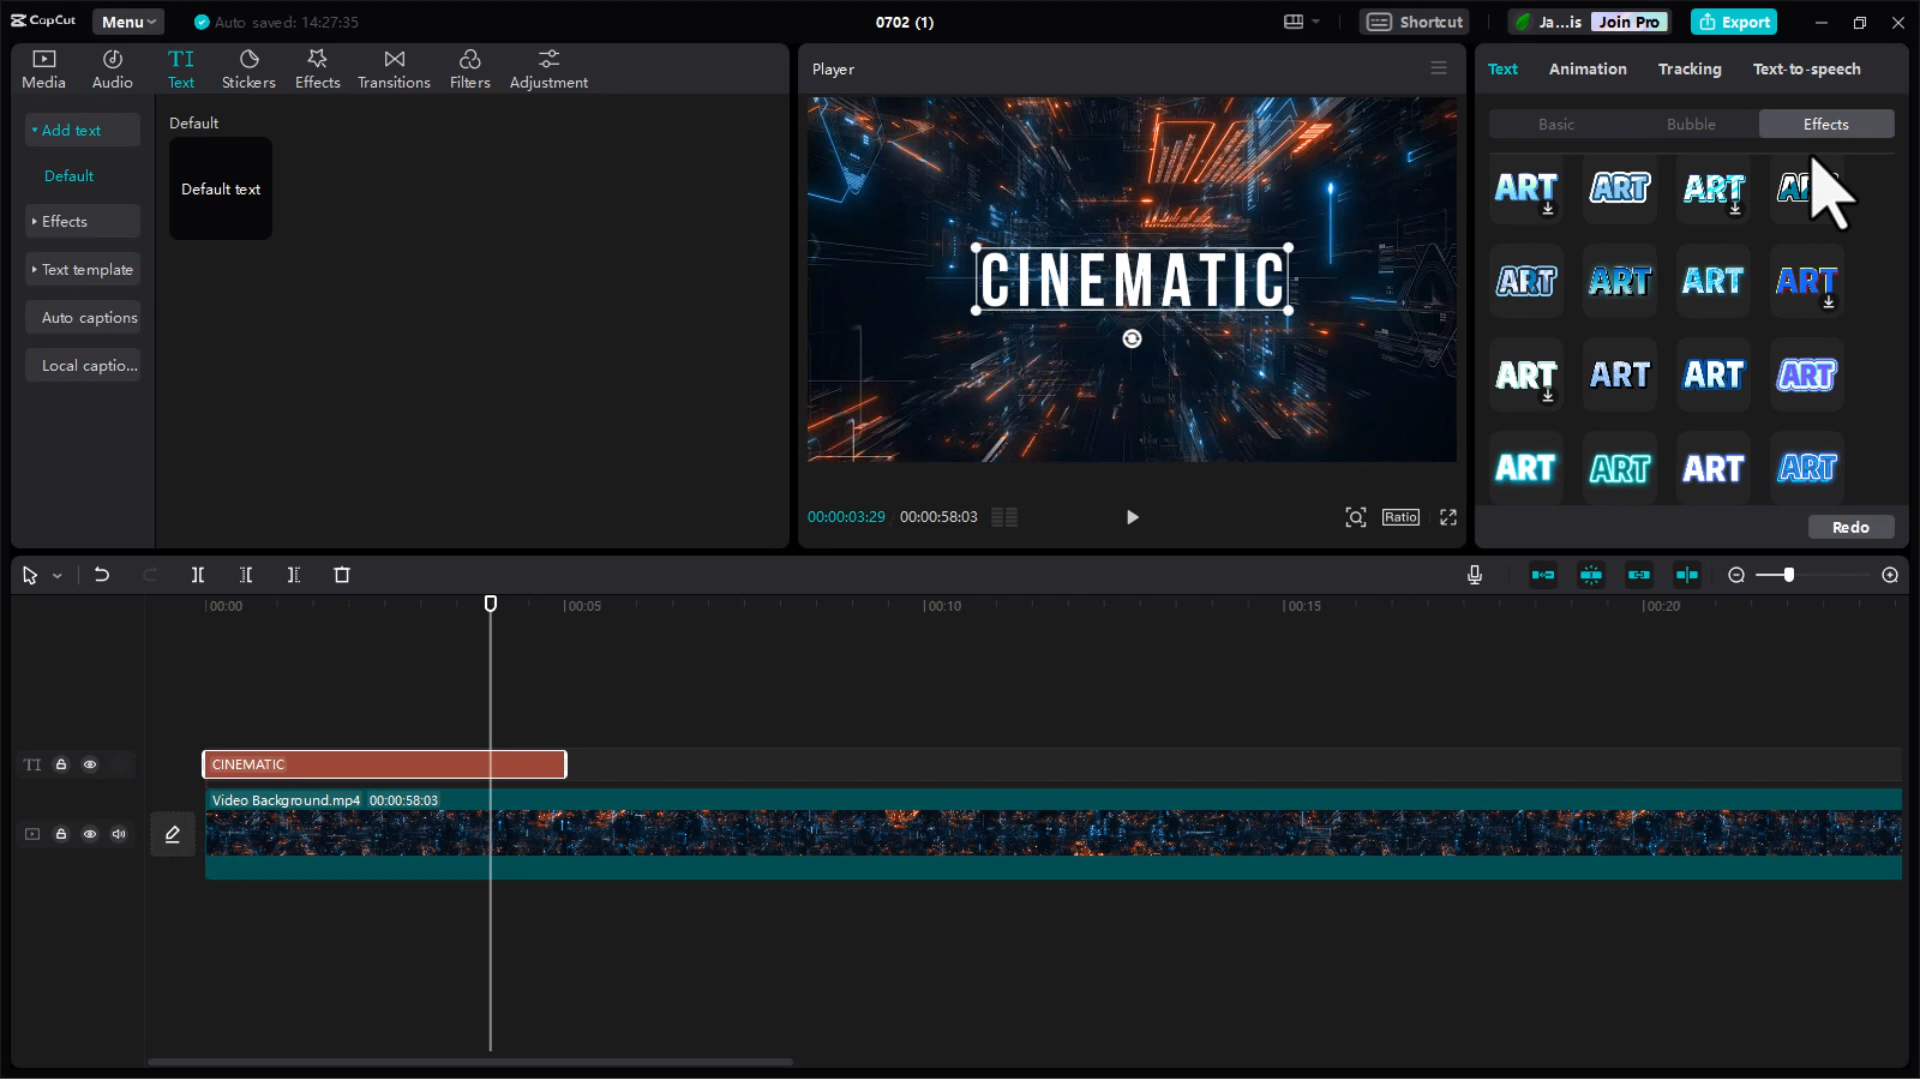 CapCut
Menu
Auto saved: 14:27:35
0702 (1)
Shortcut
Ja...is
Join Pro
Export
Media
Audio
TI
Text
Stickers
Effects
Transitions
Filters
Adjustment
Add text
Default
Effects
Text template
Auto captions
Local captio...
Default
Default text
Player
CINEMATIC
00:00:03:29
00:00:58:03
Ratio
Text
Animation
Tracking
Text-to-speech
Basic
Bubble
Effects
ART ART ART
ART ART ART ART
ART ART ART ART
ART ART ART ART
Redo
00:00
00:05
00:10
00:15
00:20
TI
CINEMATIC
Video Background.mp4 00:00:58:03